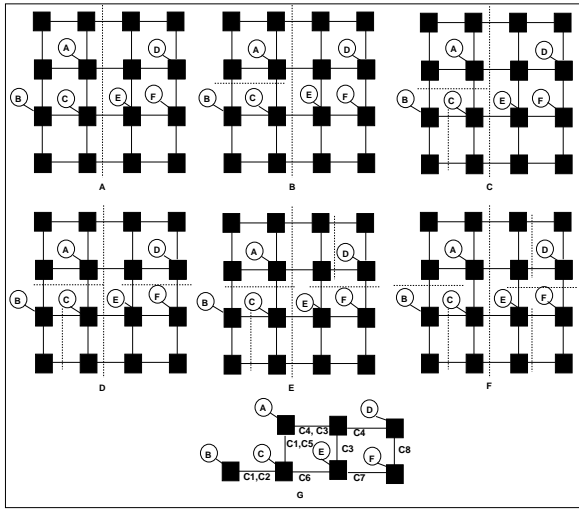 A D A D A D
B C E F B C E F B C E F
A B C
A D A D A D
B C E F B C E F B C E F
D E F
A D
C4, C3 C4
C1,C5 C3 C8
B C E F
C1,C2 C6 C7
G